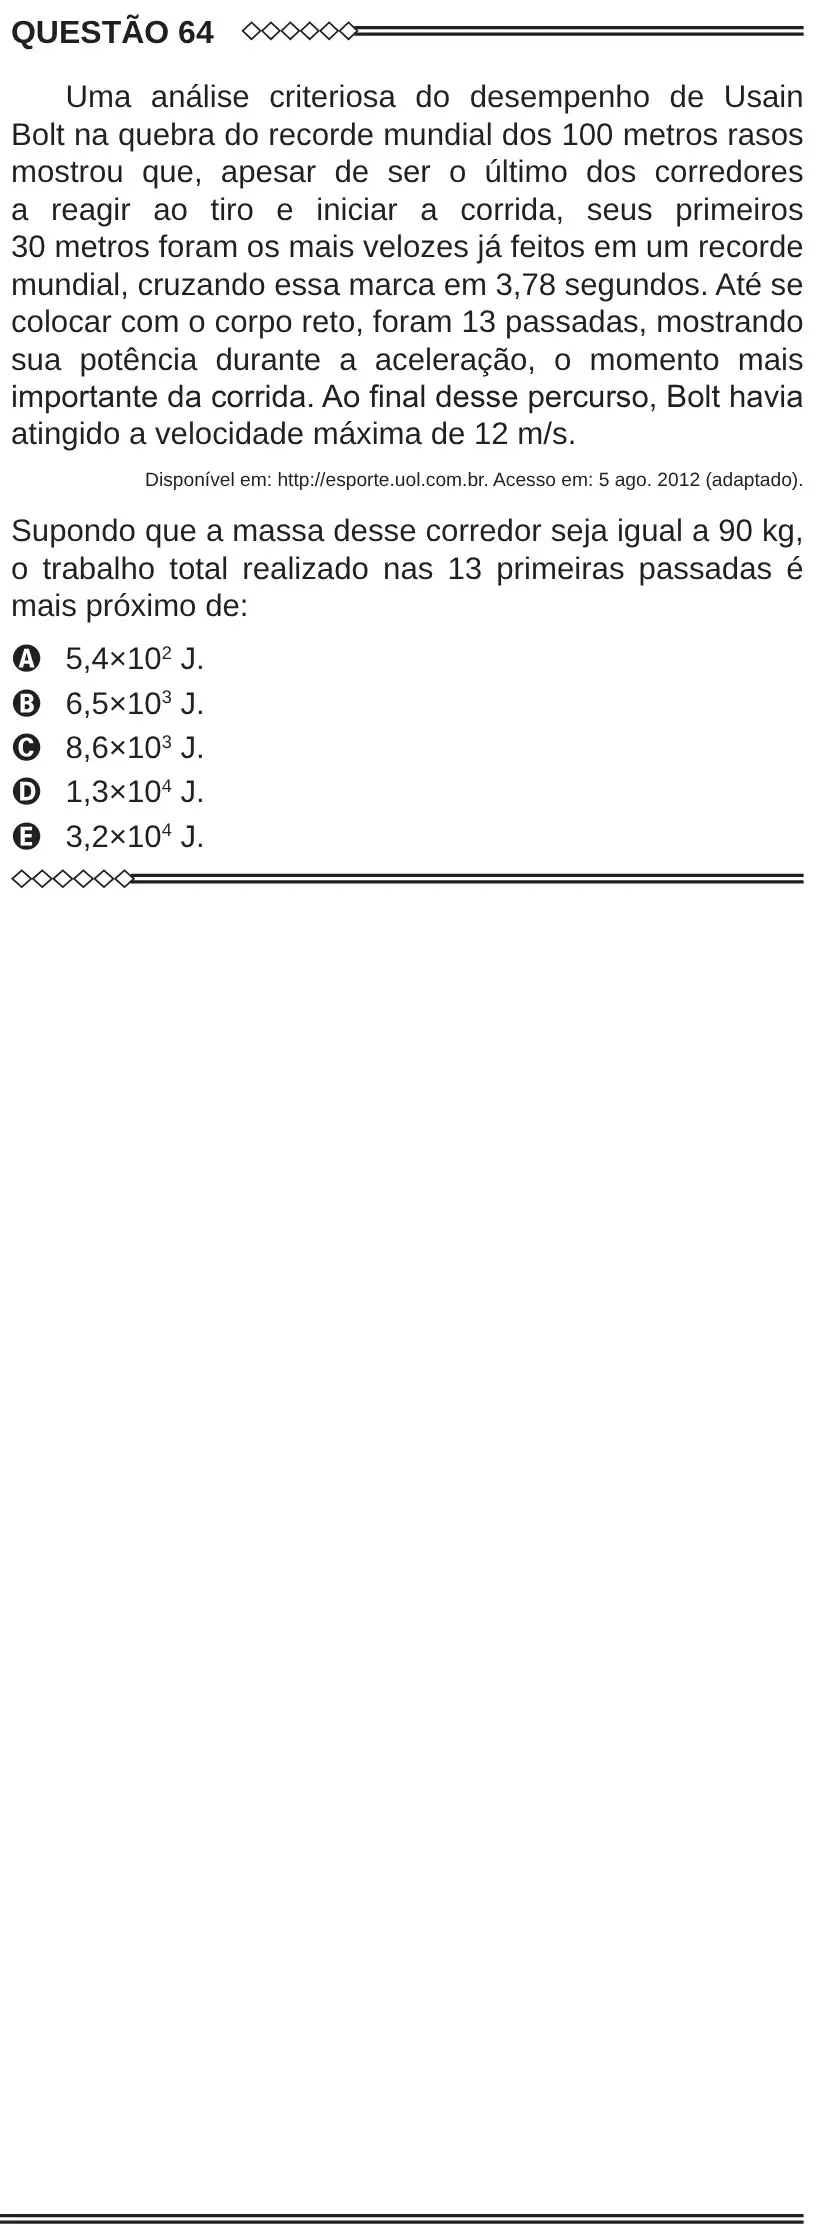 QUESTÃO 64
Uma análise criteriosa do desempenho de Usain
Bolt na quebra do recorde mundial dos 100 metros rasos
mostrou que, apesar de ser o último dos corredores
a reagir ao tiro e iniciar a corrida, seus primeiros
30 metros foram os mais velozes já feitos em um recorde
mundial, cruzando essa marca em 3,78 segundos. Até se
colocar com o corpo reto, foram 13 passadas, mostrando
sua potência durante a aceleração, o momento mais
importante da corrida. Ao final desse percurso, Bolt havia
atingido a velocidade máxima de 12 m/s.
Disponível em: http://esporte.uol.com.br. Acesso em: 5 ago. 2012 (adaptado).
Supondo que a massa desse corredor seja igual a 90 kg,
o trabalho total realizado nas 13 primeiras passadas é
mais próximo de:
A 5,4×10² J.
B 6,5×10³ J.
C 8,6×10³ J.
D 1,3×10⁴ J.
E 3,2×10⁴ J.